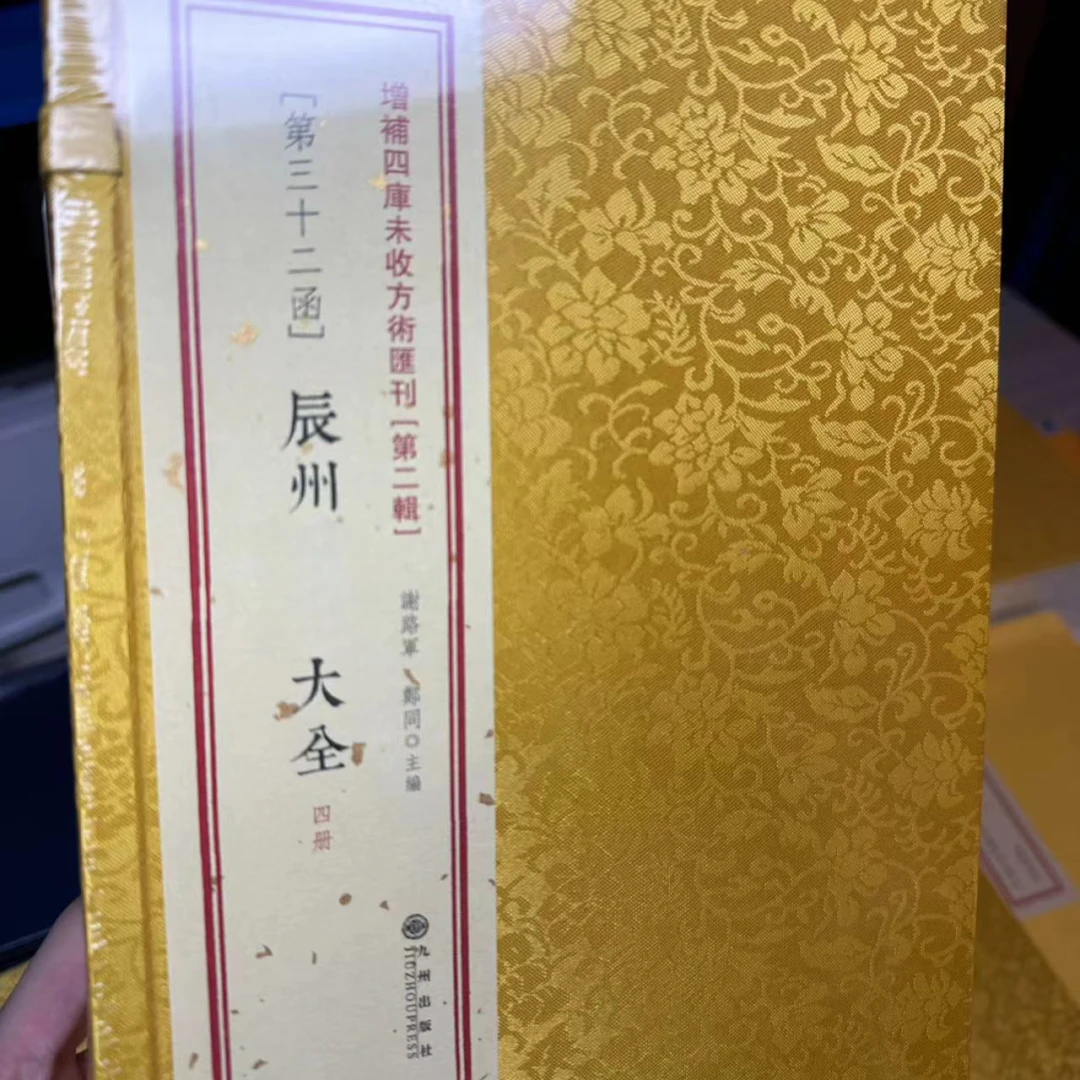 增補四庫未收方術匯刊[第二輯]
謝路軍 鄭同○主編
[第三十二函] 辰州 大全 四册
九州出版社
JIUZHOUPRESS